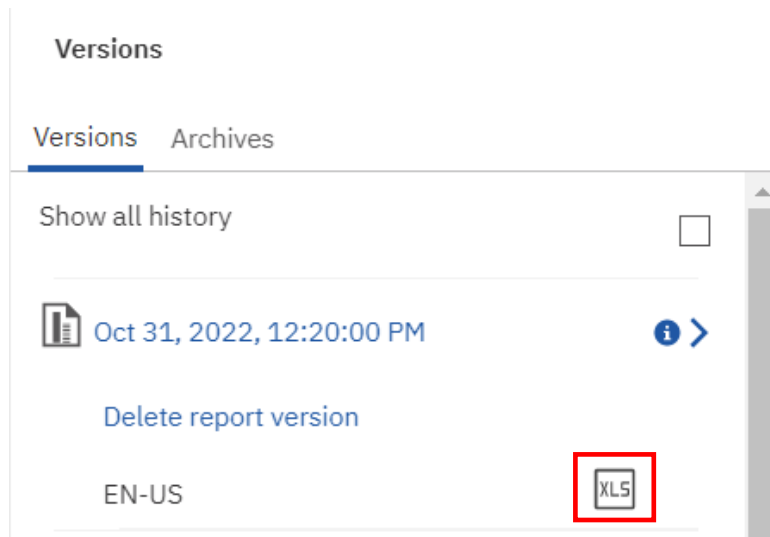 Versions
Versions Archives
Show all history
Oct 31, 2022, 12:20:00 PM
Delete report version
EN-US XLS